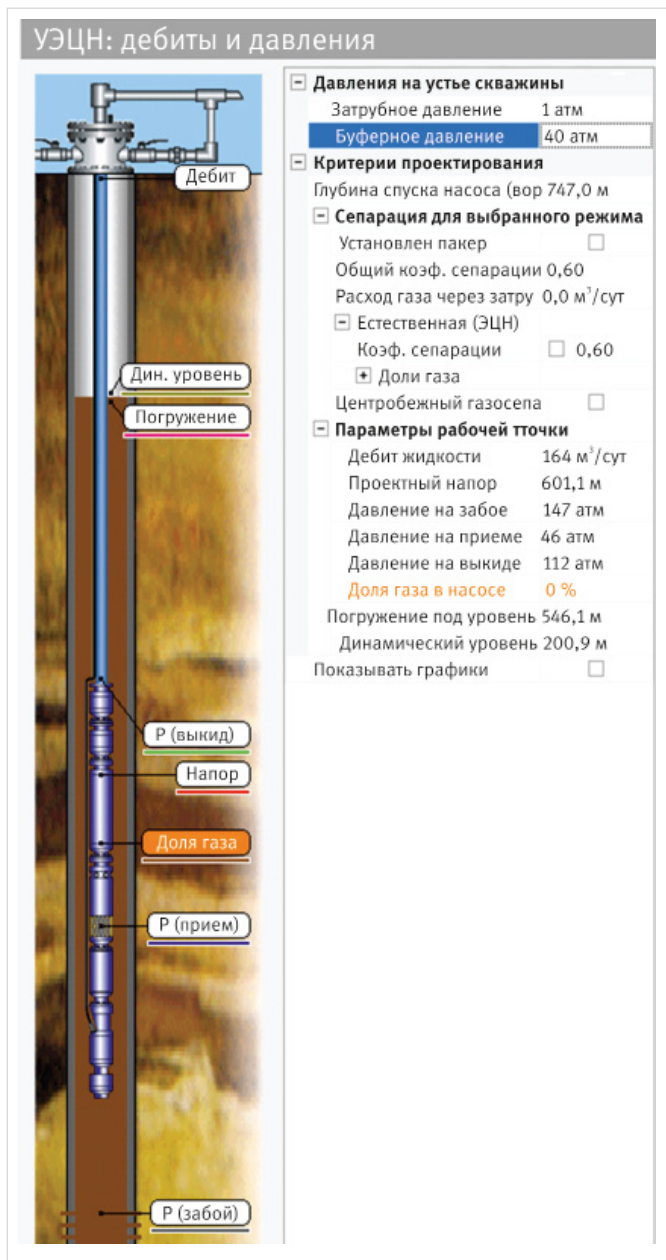 УЭЦН: дебиты и давления
Дебит
Дин. уровень
Погружение
Р (выкид)
Напор
Доля газа
Р (прием)
Р (забой)
Давления на устье скважины
Затрубное давление 1 атм
Буферное давление 40 атм
Критерии проектирования
Глубина спуска насоса (вор 747,0 м
Сепарация для выбранного режима
Установлен пакер
Общий коэф. сепарации 0,60
Расход газа через затру 0,0 м³/сут
Естественная (ЭЦН)
Коэф. сепарации 0,60
Доли газа
Центробежный газосепа
Параметры рабочей тточки
Дебит жидкости 164 м³/сут
Проектный напор 601,1 м
Давление на забое 147 атм
Давление на приеме 46 атм
Давление на выкиде 112 атм
Доля газа в насосе 0 %
Погружение под уровень 546,1 м
Динамический уровень 200,9 м
Показывать графики